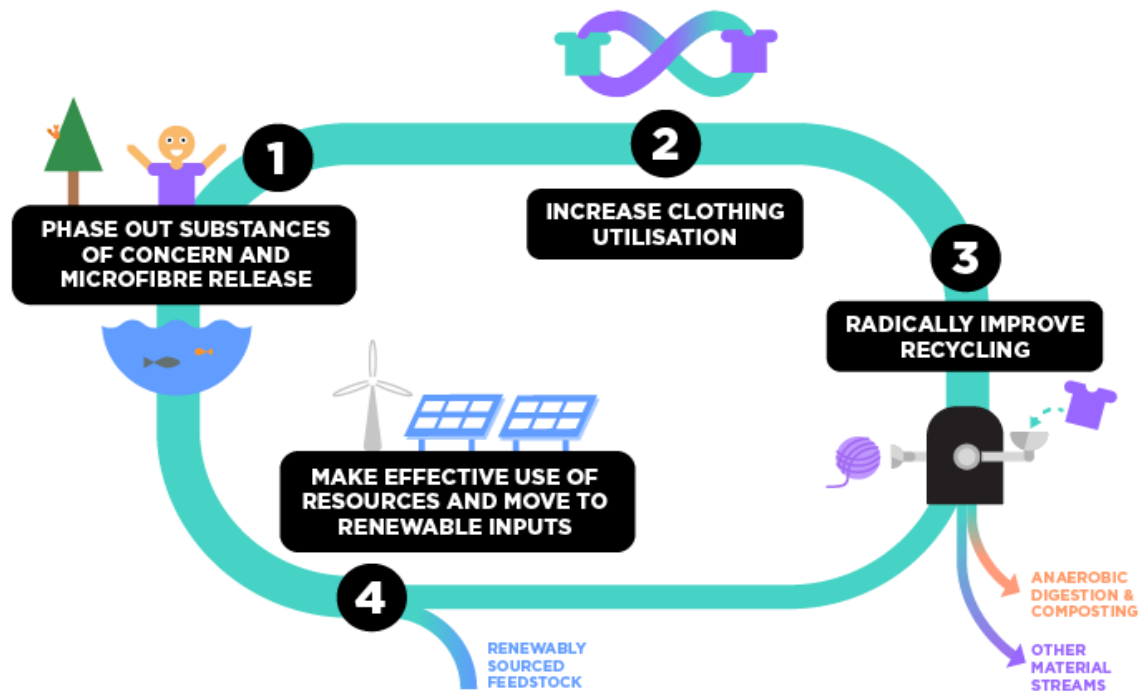 1
PHASE OUT SUBSTANCES
OF CONCERN AND
MICROFIBRE RELEASE
2
INCREASE CLOTHING
UTILISATION
3
RADICALLY IMPROVE
RECYCLING
MAKE EFFECTIVE USE OF
RESOURCES AND MOVE TO
RENEWABLE INPUTS
4
RENEWABLY
SOURCED
FEEDSTOCK
ANAEROBIC
DIGESTION &
COMPOSTING
OTHER
MATERIAL
STREAMS